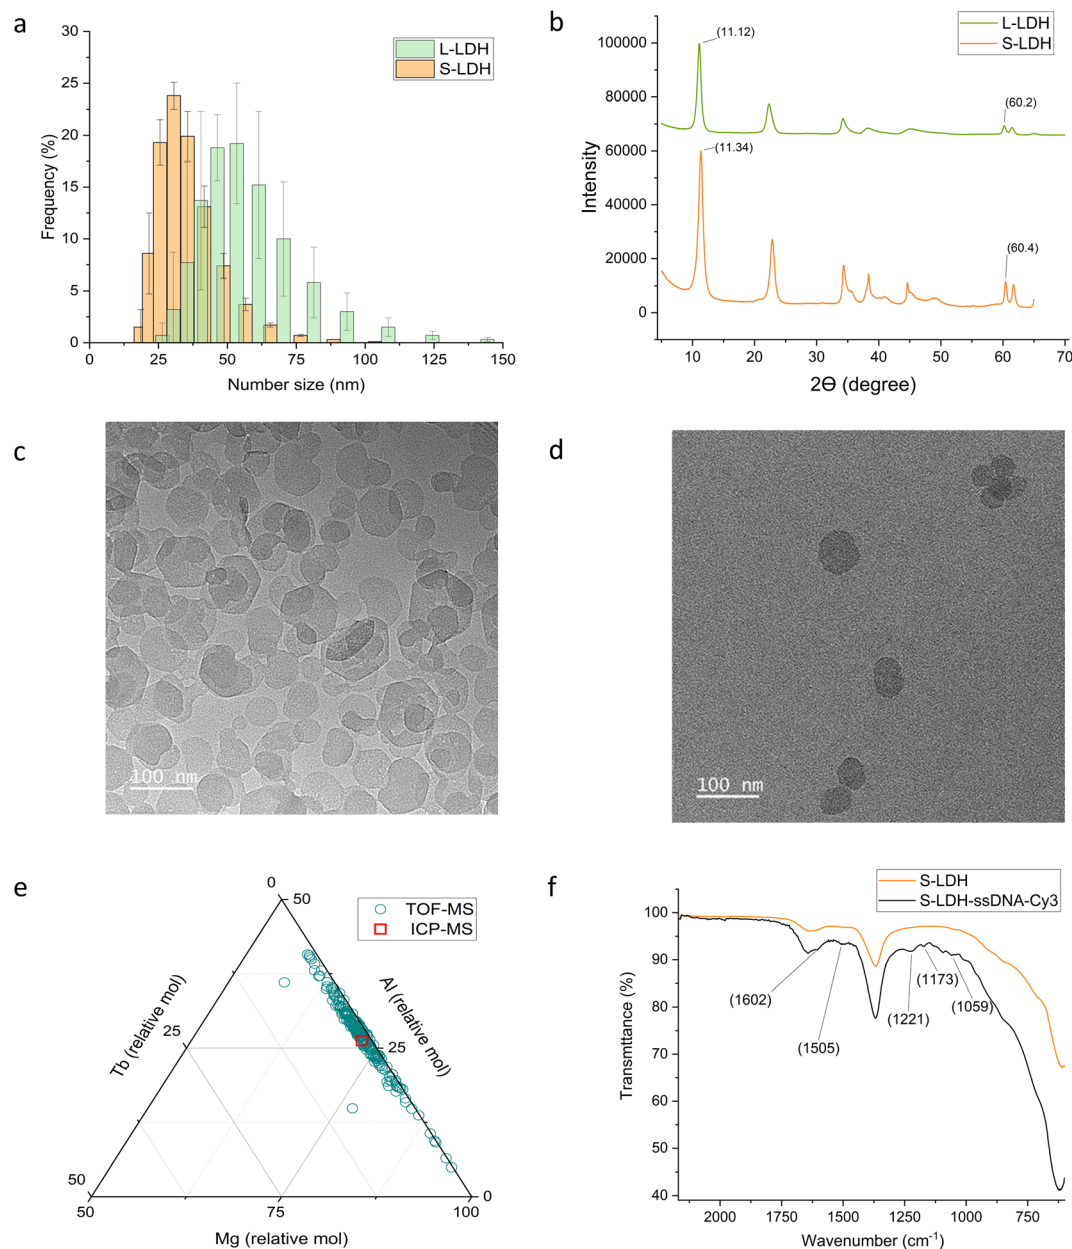 a
L-LDH
S-LDH
30
25
20
15
10
5
0
Frequency (%)
0 25 50 75 100 125 150
Number size (nm)
b
L-LDH
S-LDH
(11.12)
(60.2)
(11.34)
(60.4)
100000
80000
60000
40000
20000
0
Intensity
10 20 30 40 50 60 70
2Θ (degree)
c
100 nm
d
100 nm
e
TOF-MS
ICP-MS
0
50
Tb (relative mol)
Al (relative mol)
25
25
50
0
50 75 100
Mg (relative mol)
f
S-LDH
S-LDH-ssDNA-Cy3
100
90
80
70
60
50
40
Transmttance (%)
(1602)
(1505)
(1221)
(1173)
(1059)
2000 1750 1500 1250 1000 750
Wavenumber (cm⁻¹)